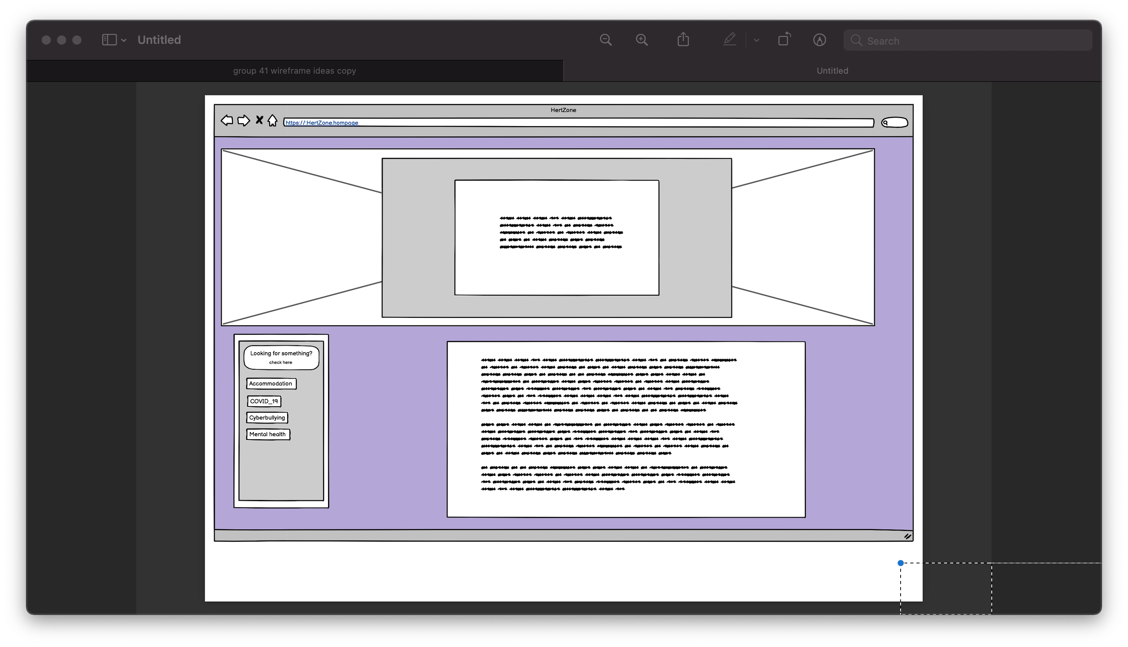 Untitled
Search
group 41 wireframe ideas copy
Untitled
HertZone
https://:HertZone.hompage
Looking for something?
check here
Accommodation
COVID_19
Cyberbullying
Mental health